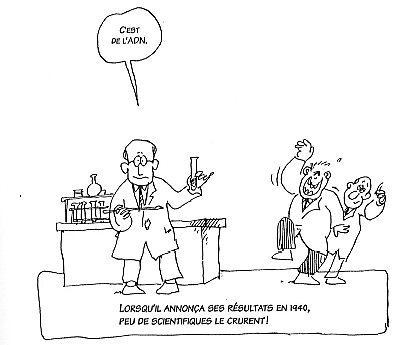 C'EST
DE L'ADN.
LORSQU'IL ANNONÇA SES RÉSULTATS EN 1940,
PEU DE SCIENTIFIQUES LE CRURENT!